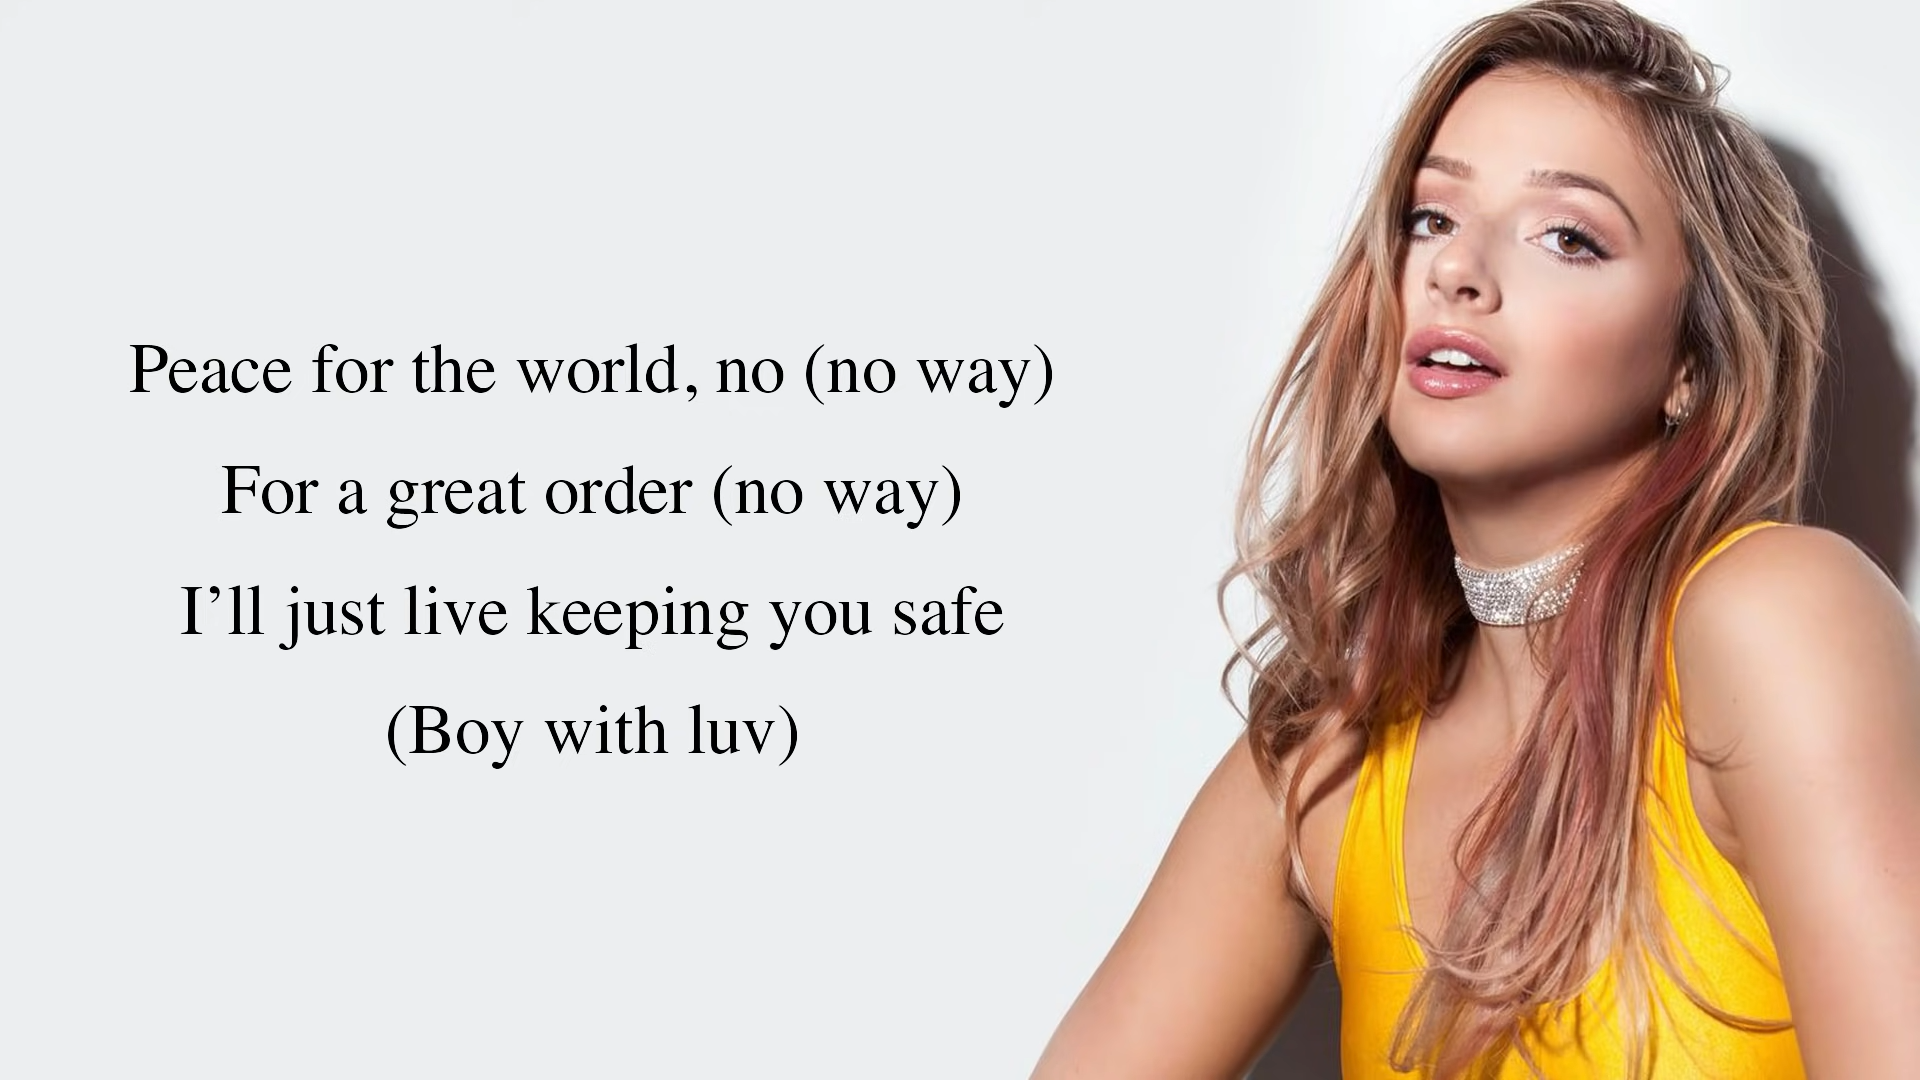 Peace for the world, no (no way)
For a great order (no way)
I’ll just live keeping you safe
(Boy with luv)